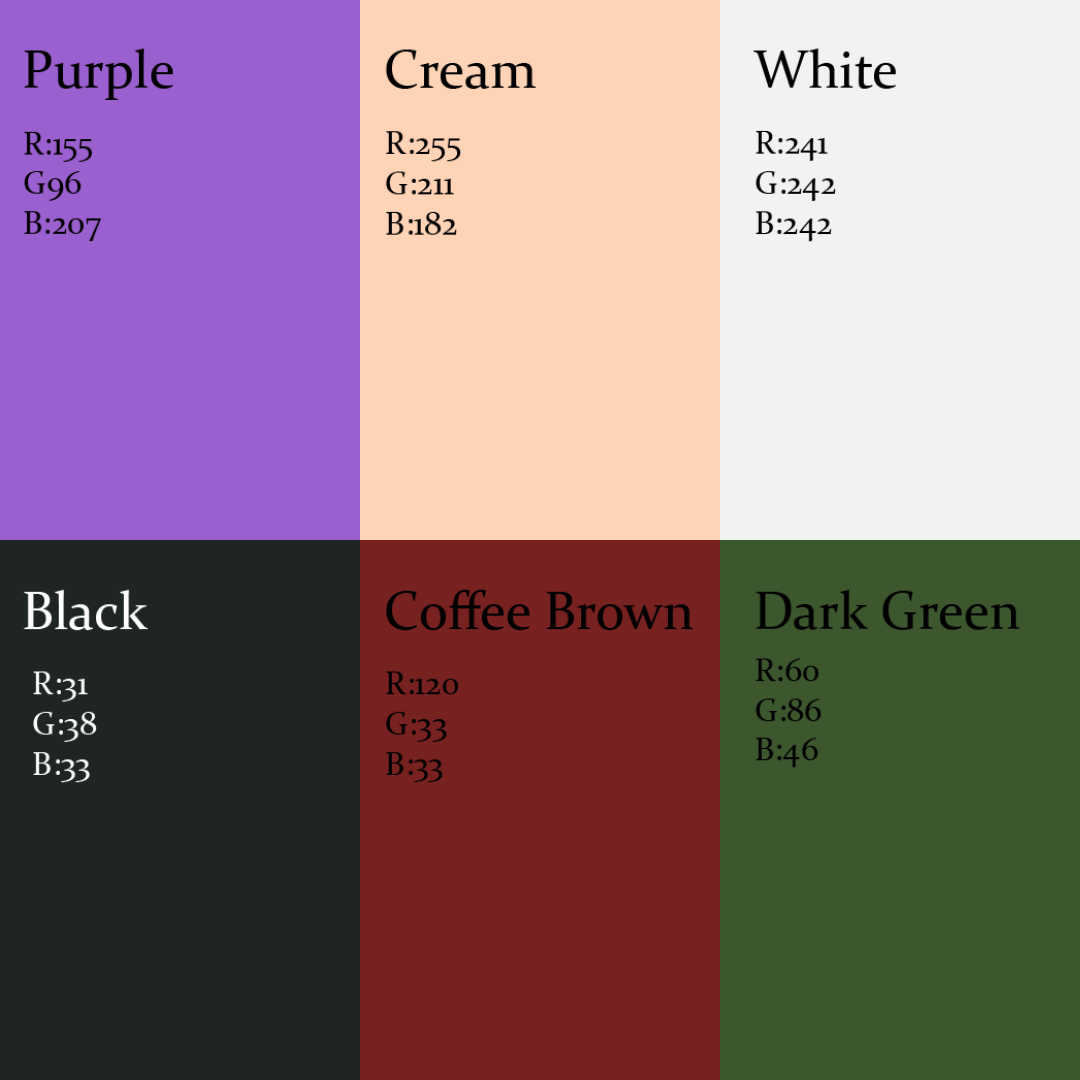 Purple
R:155
G96
B:207
Cream
R:255
G:211
B:182
White
R:241
G:242
B:242
Black
R:31
G:38
B:33
Coffee Brown
R:120
G:33
B:33
Dark Green
R:60
G:86
B:46